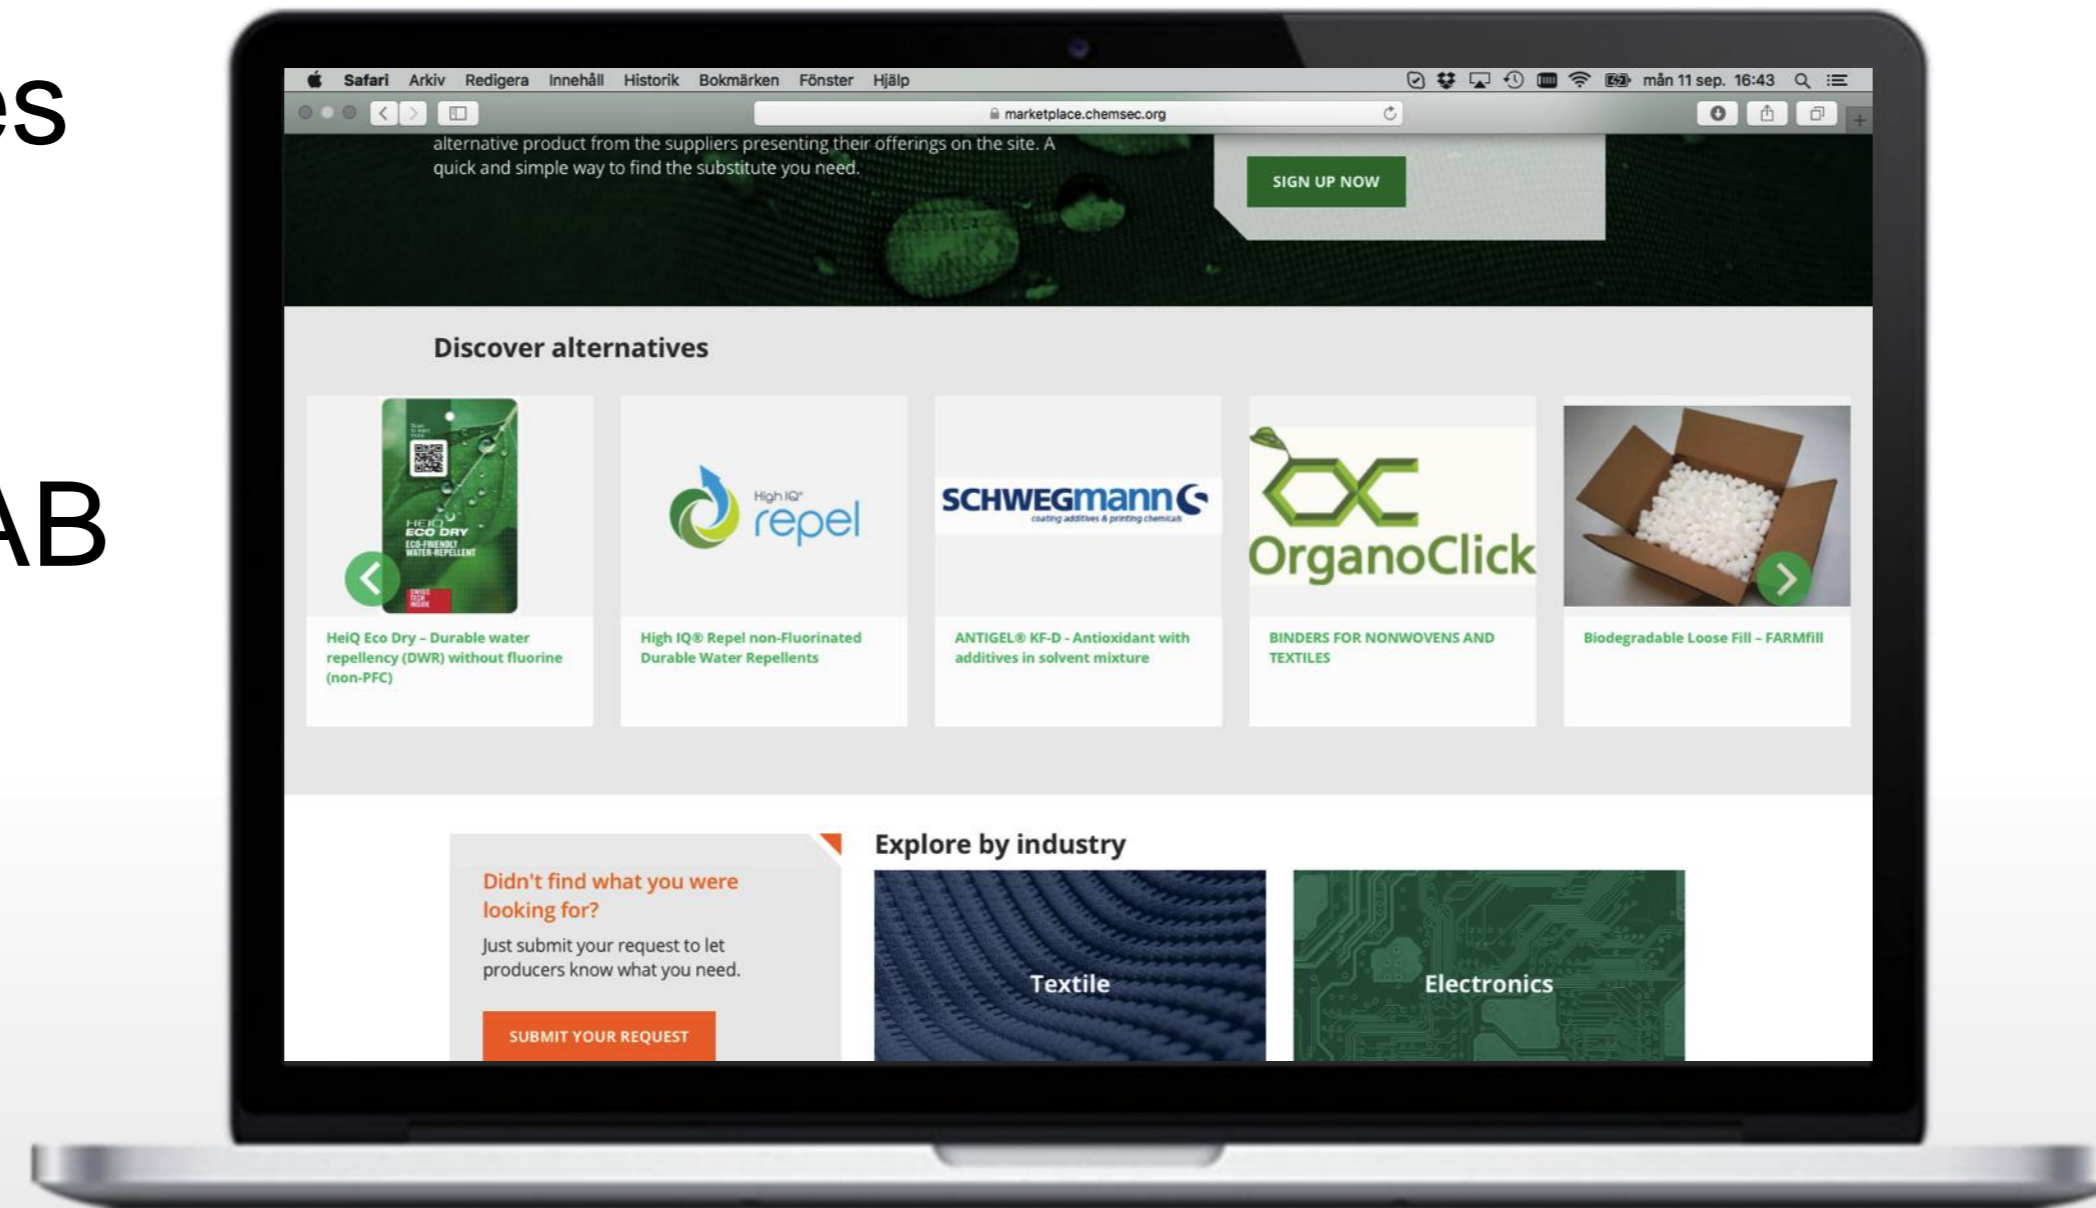 es
AB
Safari Arkiv Redigera Innehåll Historik Bokmärken Fönster Hjälp
mån 11 sep. 16:43
marketplace.chemsec.org
alternative product from the suppliers presenting their offerings on the site. A
quick and simple way to find the substitute you need.
SIGN UP NOW
Discover alternatives
HEIQ
ECO DRY
ECO-FRIENDLY
WATER-REPELLENT
SWISS
TECH
INSIDE
High IQ®
repel
SCHWEGmann
coating additives & printing chemicals
OrganoClick
HeiQ Eco Dry – Durable water
repellency (DWR) without fluorine
(non-PFC)
High IQ® Repel non-Fluorinated
Durable Water Repellents
ANTIGEL® KF-D - Antioxidant with
additives in solvent mixture
BINDERS FOR NONWOVENS AND
TEXTILES
Biodegradable Loose Fill – FARMfill
Didn't find what you were
looking for?
Just submit your request to let
producers know what you need.
SUBMIT YOUR REQUEST
Explore by industry
Textile
Electronics